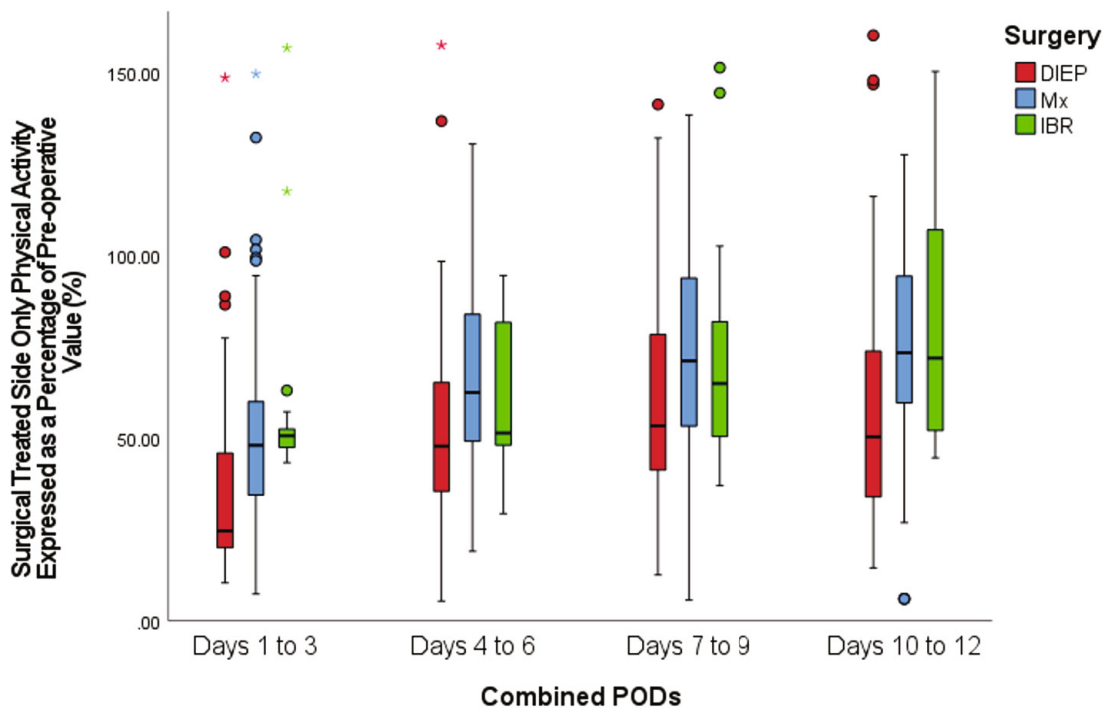 Surgical Treated Side Only Physical Activity
Expressed as a Percentage of Pre-operative
Value (%)
150.00
100.00
50.00
.00
Days 1 to 3
Days 4 to 6
Days 7 to 9
Days 10 to 12
Combined PODs
Surgery
DIEP
Mx
IBR